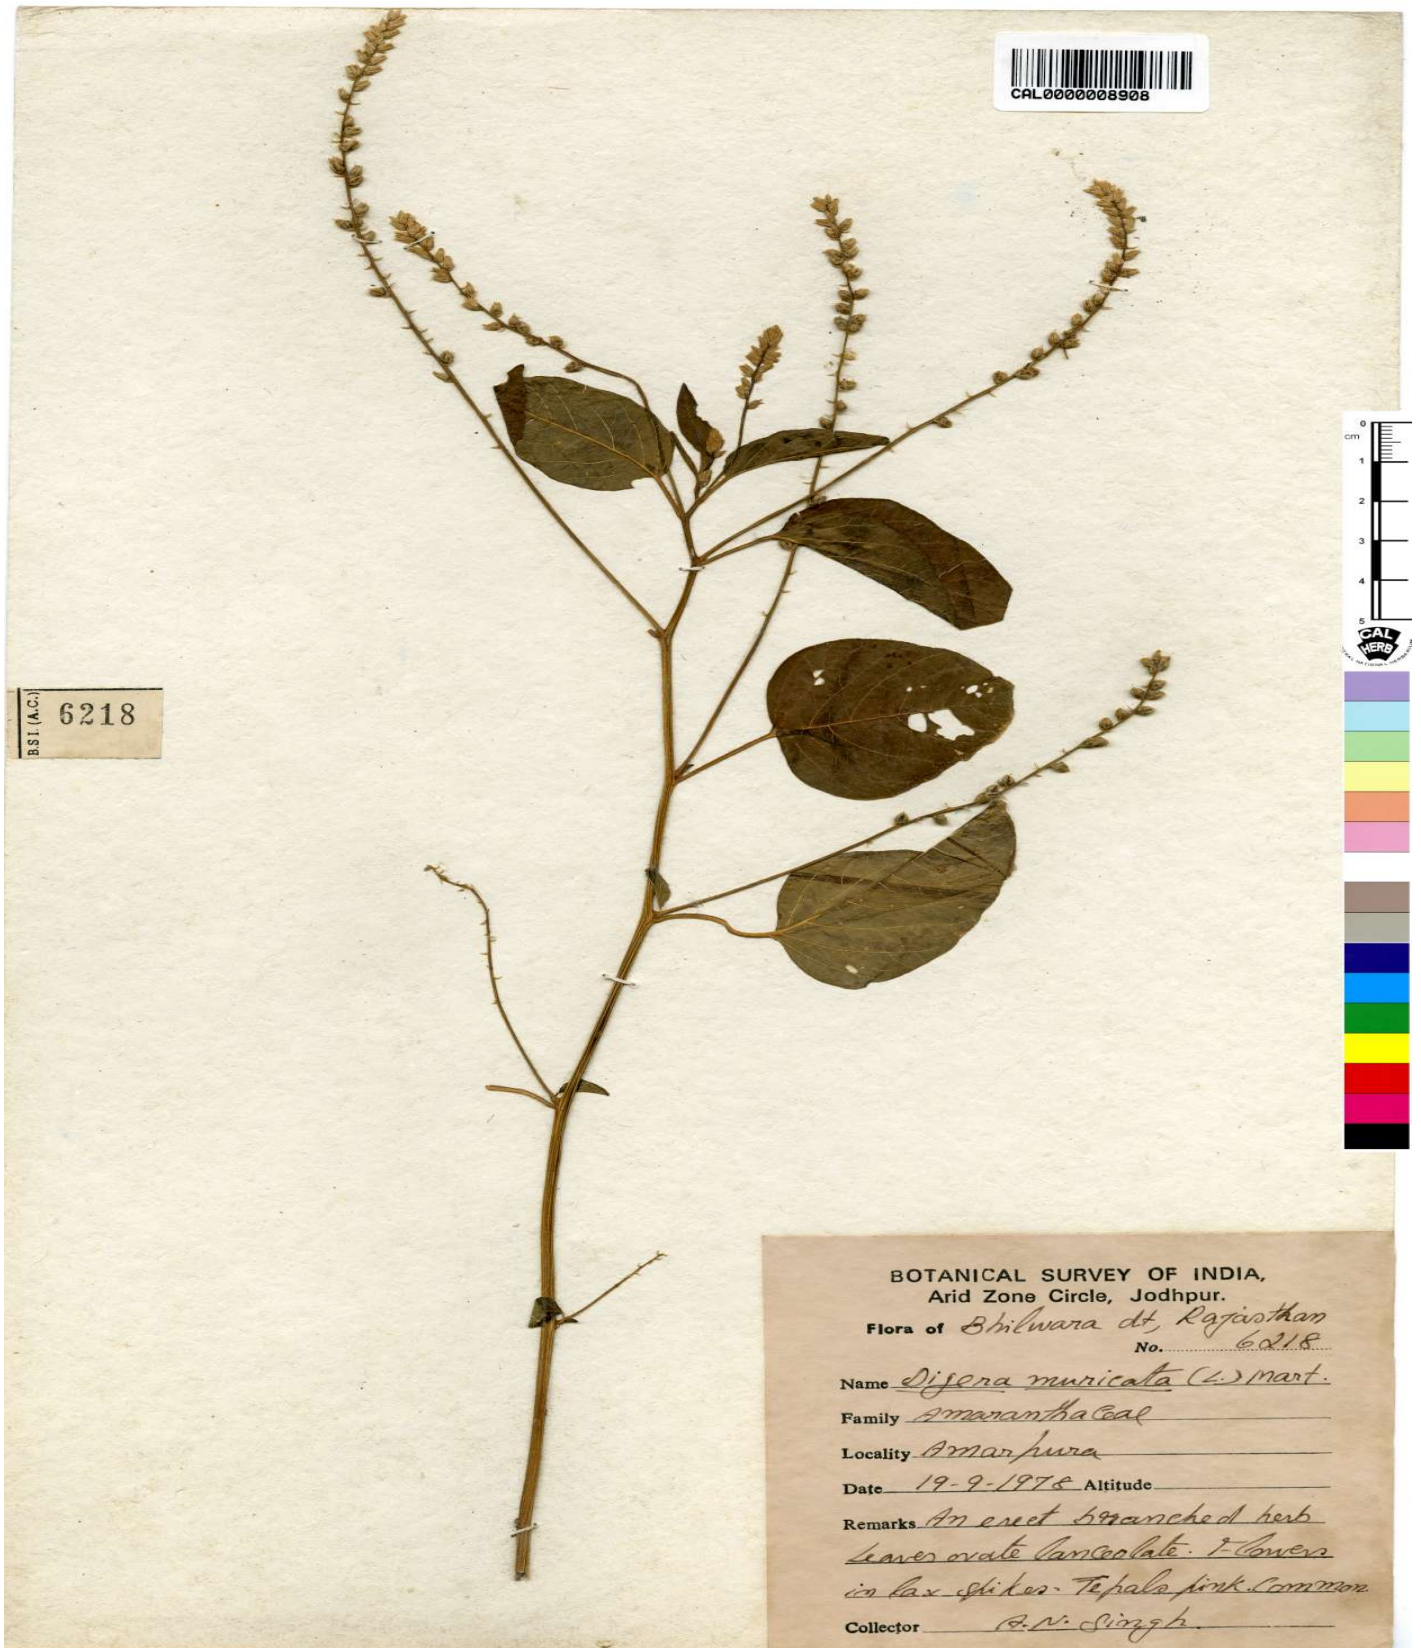 CAL0000008908
0
cm
1
2
3
4
5
CAL
HERB
B.S.I. (A.C.) 6218
BOTANICAL SURVEY OF INDIA,
Arid Zone Circle, Jodhpur.
Flora of Bhilwara dt, Rajasthan
No. 6218
Name Digera muricata (L.) Mart.
Family Amaranthaceae
Locality Amarpura
Date 19-9-1978 Altitude
Remarks An erect branched herb
Leaves ovate lanceolate. Flowers
in lax spikes. Tepals pink. Common
Collector A.N. Singh.